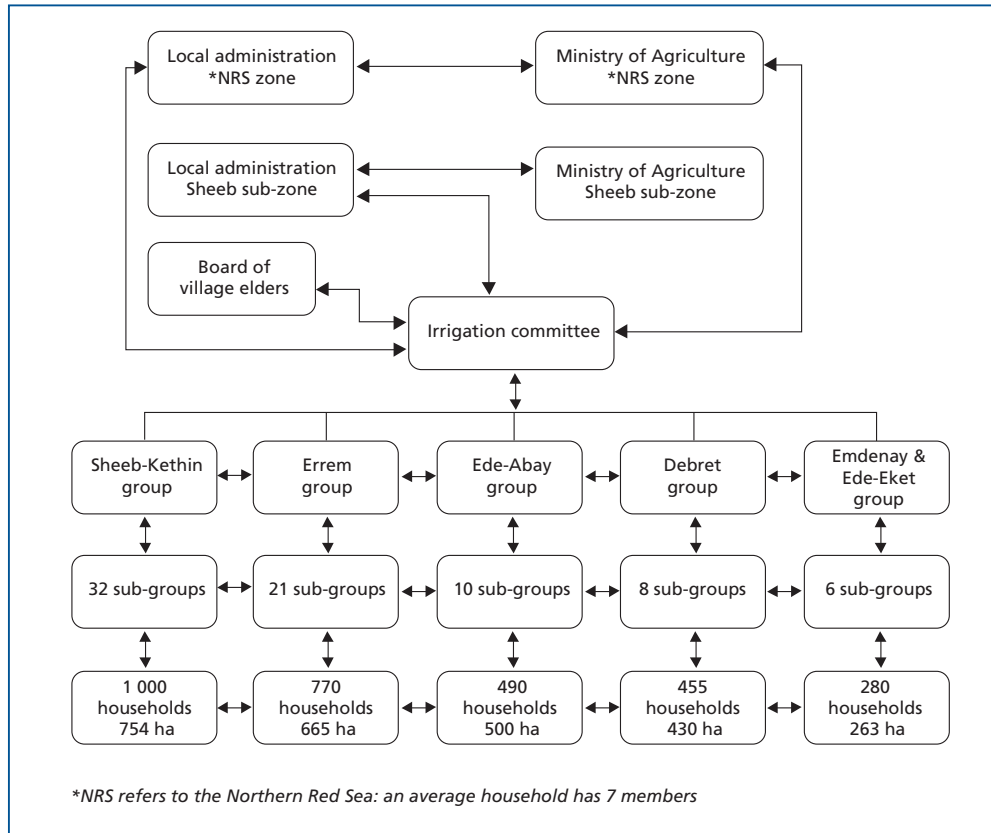 Local administration
*NRS zone
Ministry of Agriculture
*NRS zone
Local administration
Sheeb sub-zone
Ministry of Agriculture
Sheeb sub-zone
Board of
village elders
Irrigation committee
Sheeb-Kethin
group
Errem
group
Ede-Abay
group
Debret
group
Emdenay &
Ede-Eket
group
32 sub-groups
21 sub-groups
10 sub-groups
8 sub-groups
6 sub-groups
1 000
households
754 ha
770
households
665 ha
490
households
500 ha
455
households
430 ha
280
households
263 ha
*NRS refers to the Northern Red Sea: an average household has 7 members